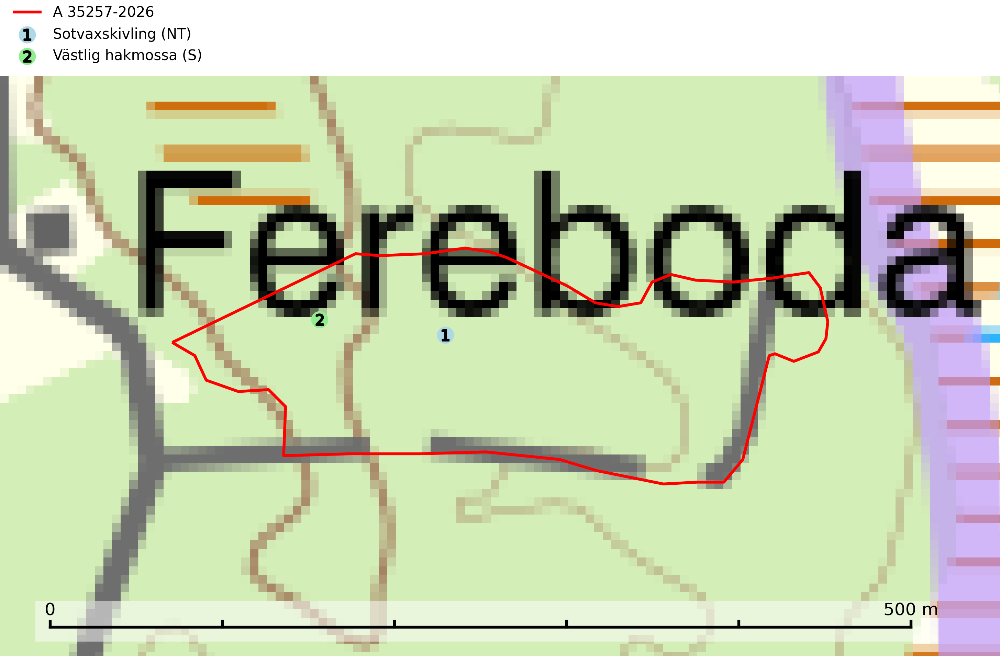 A 35257-2026
1 Sotvaxskivling (NT)
2 Västlig hakmossa (S)
Fereboda
2
1
0 500 m